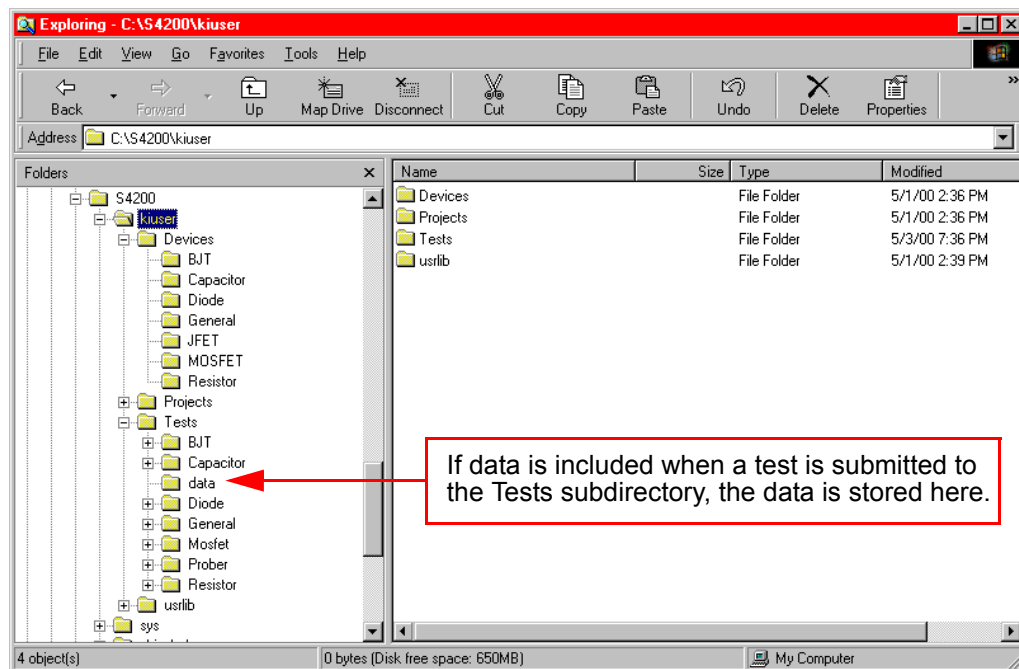 Exploring - C:\S4200\kiuser
File Edit View Go Favorites Tools Help
Back Forward Up Map Drive Disconnect Cut Copy Paste Undo Delete Properties »
Address C:\S4200\kiuser
Folders
Name Size Type Modified
S4200
kiuser
Devices
BJT
Capacitor
Diode
General
JFET
MOSFET
Resistor
Projects
Tests
BJT
Capacitor
data
Diode
General
Mosfet
Prober
Resistor
usrlib
sys
Devices File Folder 5/1/00 2:36 PM
Projects File Folder 5/1/00 2:36 PM
Tests File Folder 5/3/00 7:36 PM
usrlib File Folder 5/1/00 2:39 PM
If data is included when a test is submitted to
the Tests subdirectory, the data is stored here.
4 object(s) 0 bytes (Disk free space: 650MB) My Computer